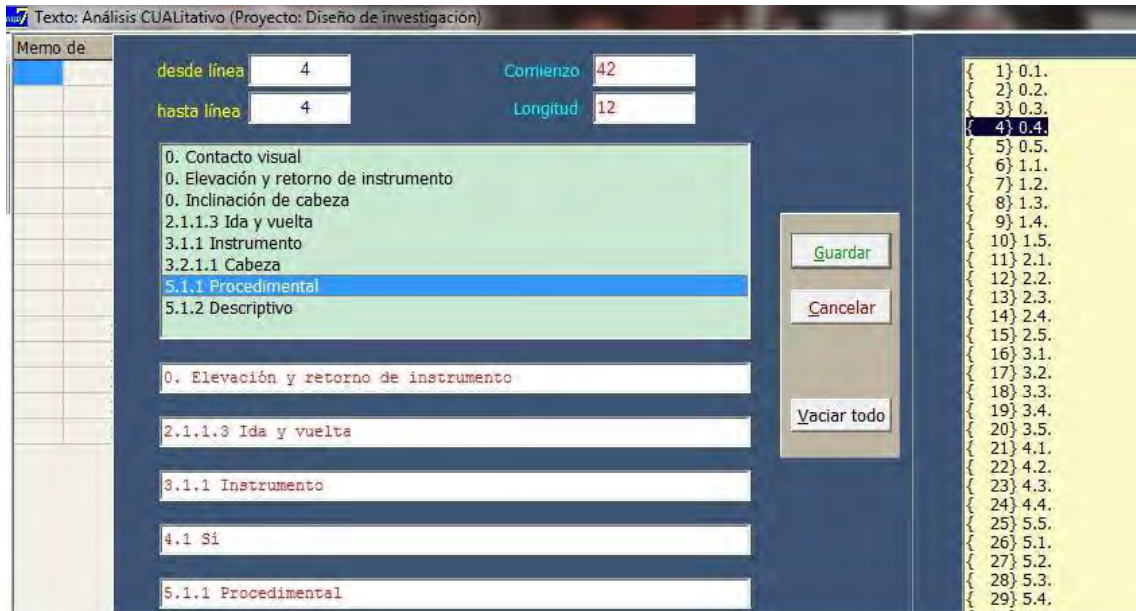 Texto: Análisis CUALitativo (Proyecto: Diseño de investigación)
Memo de
desde línea 4
Comienzo 42
hasta línea 4
Longitud 12
0. Contacto visual
0. Elevación y retorno de instrumento
0. Inclinación de cabeza
2.1.1.3 Ida y vuelta
3.1.1 Instrumento
3.2.1.1 Cabeza
5.1.1 Procedimental
5.1.2 Descriptivo
0. Elevación y retorno de instrumento
2.1.1.3 Ida y vuelta
3.1.1 Instrumento
4.1 Sí
5.1.1 Procedimental
Guardar
Cancelar
Vaciar todo
{ 1} 0.1.
{ 2} 0.2.
{ 3} 0.3.
{ 4} 0.4.
{ 5} 0.5.
{ 6} 1.1.
{ 7} 1.2.
{ 8} 1.3.
{ 9} 1.4.
{ 10} 1.5.
{ 11} 2.1.
{ 12} 2.2.
{ 13} 2.3.
{ 14} 2.4.
{ 15} 2.5.
{ 16} 3.1.
{ 17} 3.2.
{ 18} 3.3.
{ 19} 3.4.
{ 20} 3.5.
{ 21} 4.1.
{ 22} 4.2.
{ 23} 4.3.
{ 24} 4.4.
{ 25} 5.5.
{ 26} 5.1.
{ 27} 5.2.
{ 28} 5.3.
{ 29} 5.4.